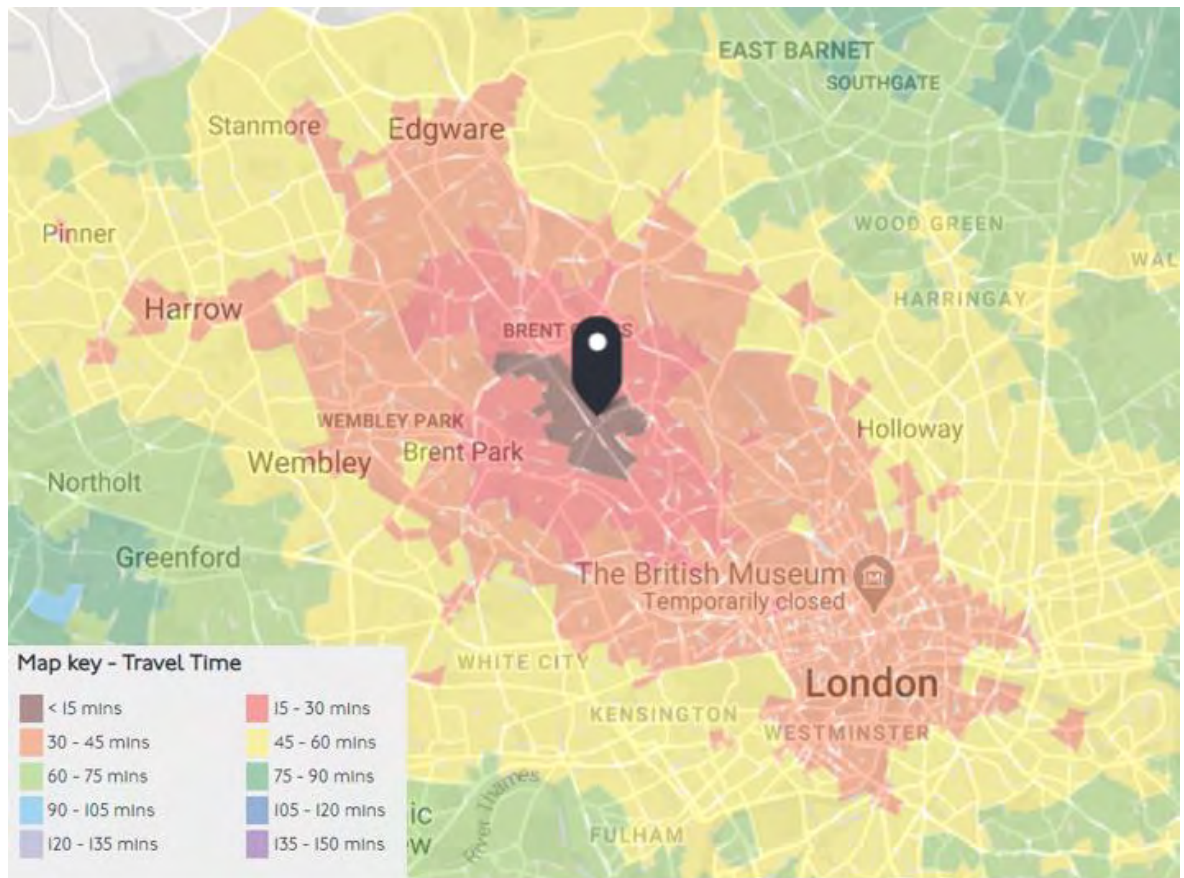 EAST BARNET
SOUTHGATE
Stanmore
Edgware
Pinner
WOOD GREEN
WAL
HARRINGAY
Harrow
BRENT
WEMBLEY PARK
Holloway
Wembley
Brent Park
Northolt
Greenford
The British Museum
Temporarily closed
WHITE CITY
London
KENSINGTON
WESTMINSTER
River Thames
FULHAM
ic
ew
Map key - Travel Time
< 15 mins
15 - 30 mins
30 - 45 mins
45 - 60 mins
60 - 75 mins
75 - 90 mins
90 - 105 mins
105 - 120 mins
120 - 135 mins
135 - 150 mins